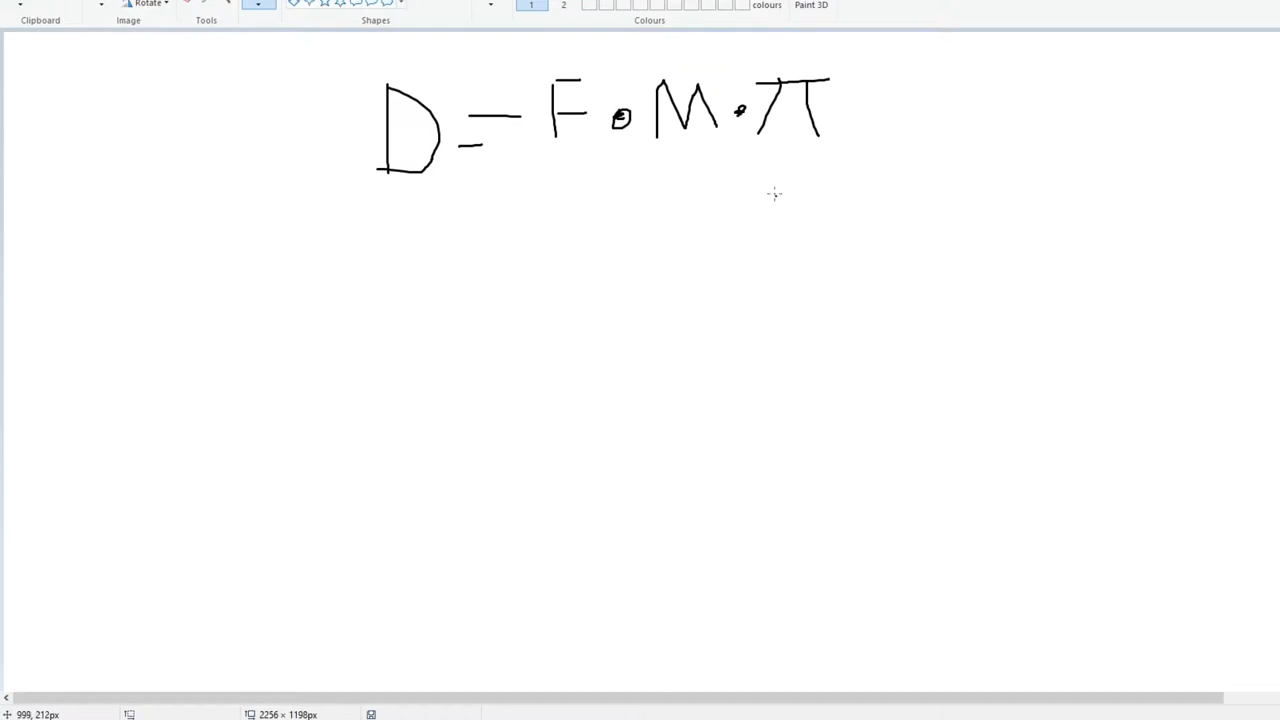 Rotate
Clipboard Image Tools Shapes 1 2 Colours colours Paint 3D
D = F • M • π
999, 212px 2256 × 1198px